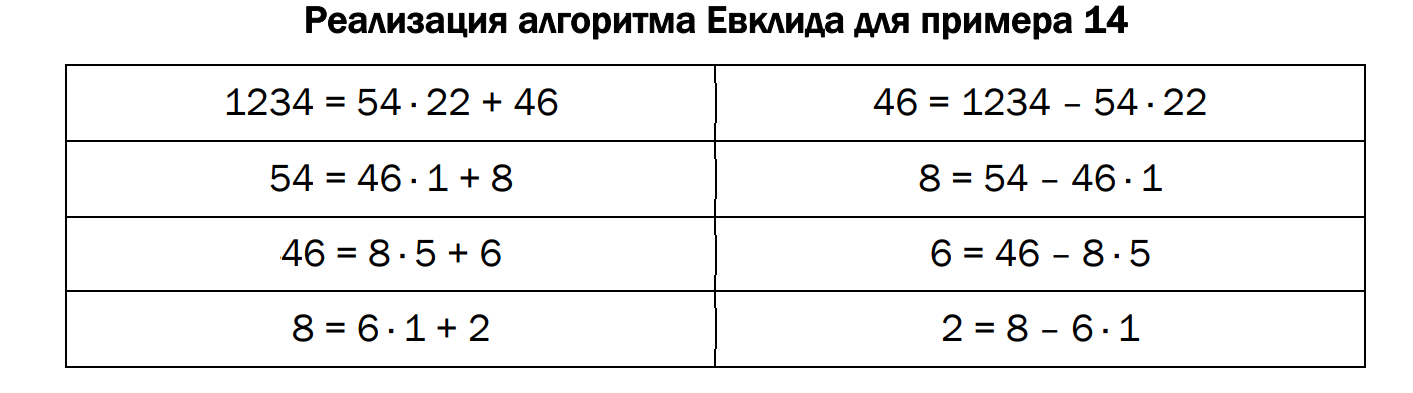 Реализация алгоритма Евклида для примера 14
1234 = 54 · 22 + 46 46 = 1234 – 54 · 22
54 = 46 · 1 + 8 8 = 54 – 46 · 1
46 = 8 · 5 + 6 6 = 46 – 8 · 5
8 = 6 · 1 + 2 2 = 8 – 6 · 1